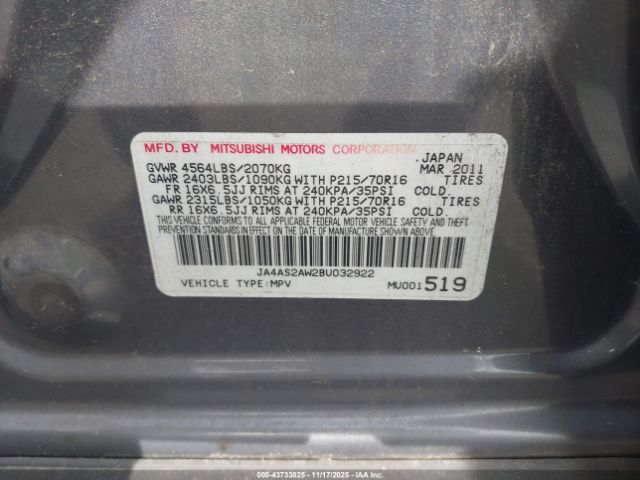 MFD. BY MITSUBISHI MOTORS CORPORATION
JAPAN
GVWR 4564LBS/2070KG MAR 2011
GAWR 2403LBS/1090KG WITH P215/70R16 TIRES
FR 16X6.5JJ RIMS AT 240KPA/35PSI COLD.
GAWR 2315LBS/1050KG WITH P215/70R16 TIRES
RR 16X6.5JJ RIMS AT 240KPA/35PSI COLD.
THIS VEHICLE CONFORMS TO ALL APPLICABLE FEDERAL MOTOR VEHICLE SAFETY AND THEFT
PREVENTION STANDARDS IN EFFECT ON THE DATE OF MANUFACTURE SHOWN ABOVE.
JA4AS2AW2BU032922
VEHICLE TYPE:MPV MU001519
000-43733825 - 11/17/2025 - IAAI.CA